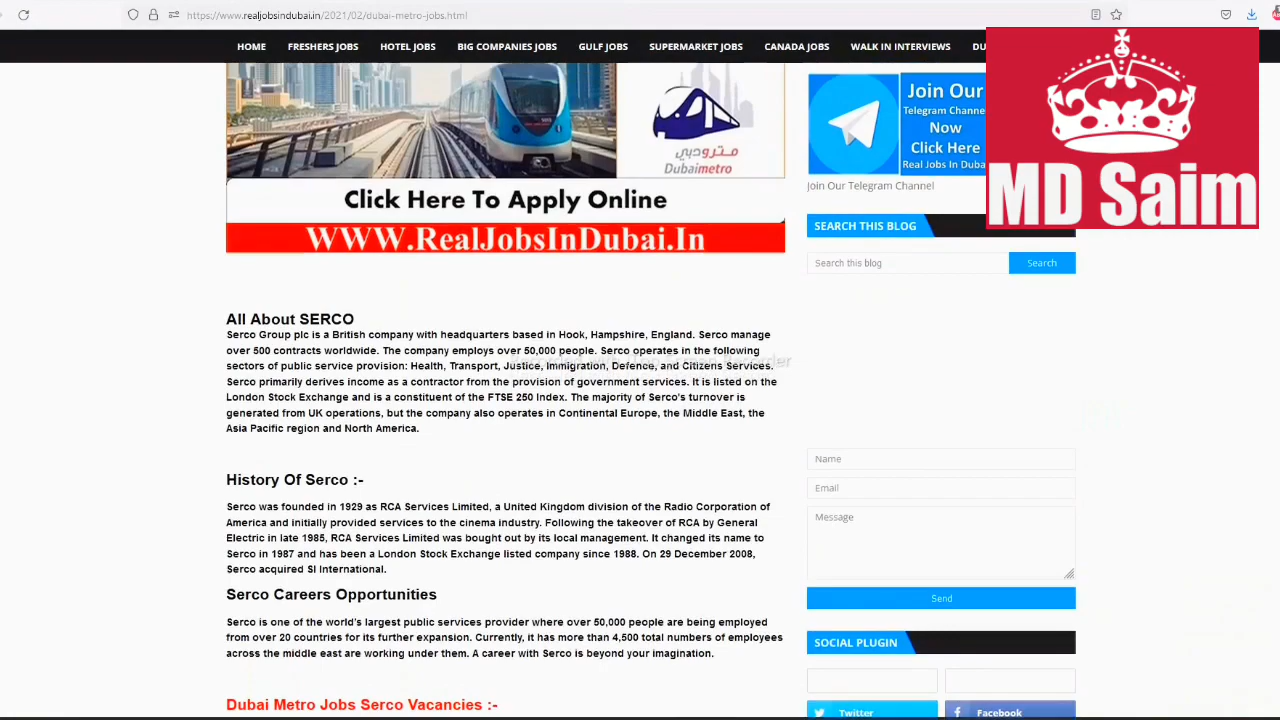 https://www.realjobsindubai.in/2021/02/dubai-metro-jobs.html
HOME FRESHERS JOBS HOTEL JOBS BIG COMPANIES JOBS GULF JOBS SUPERMARKET JOBS CANADA JOBS WALK IN INTERVIEWS DU
مترودبي
Dubaimetro
Click Here To Apply Online
WWW.RealJobsInDubai.In
Join Our
Telegram Channel
Now
Click Here
Real Jobs In Dubai
Join Our Telegram Channel
MD Saim
SEARCH THIS BLOG
Search this blog Search
All About SERCO
Serco Group plc is a British company with headquarters based in Hook, Hampshire, England. Serco manage
over 500 contracts worldwide. The company employs over 50,000 people. Serco operates in the following
sectors of public service provision: Health, Transport, Justice, Immigration, Defence, and Citizens Services.
Serco primarily derives income as a contractor from the provision of government services. It is listed on the
London Stock Exchange and is a constituent of the FTSE 250 Index. The majority of Serco's turnover is
generated from UK operations, but the company also operates in Continental Europe, the Middle East, the
Asia Pacific region and North America.
History Of Serco :-
Serco was founded in 1929 as RCA Services Limited, a United Kingdom division of the Radio Corporation of
America and initially provided services to the cinema industry. Following the takeover of RCA by General
Electric in late 1985, RCA Services Limited was bought out by its local management. It changed its name to
Serco in 1987 and has been a London Stock Exchange listed company since 1988. On 29 December 2008,
Serco acquired SI International.
Serco Careers Opportunities
Serco is one of the world's largest public services provider where over 50,000 people are being employed
from over 20 countries for its further expansion. Currently, it has more than 4,500 total numbers of employees
across the middle east are working under them. A career with Serco is beyond your imagination.
Dubai Metro Jobs Serco Vacancies :-
Name
Email
Message
Send
SOCIAL PLUGIN
Twitter Facebook